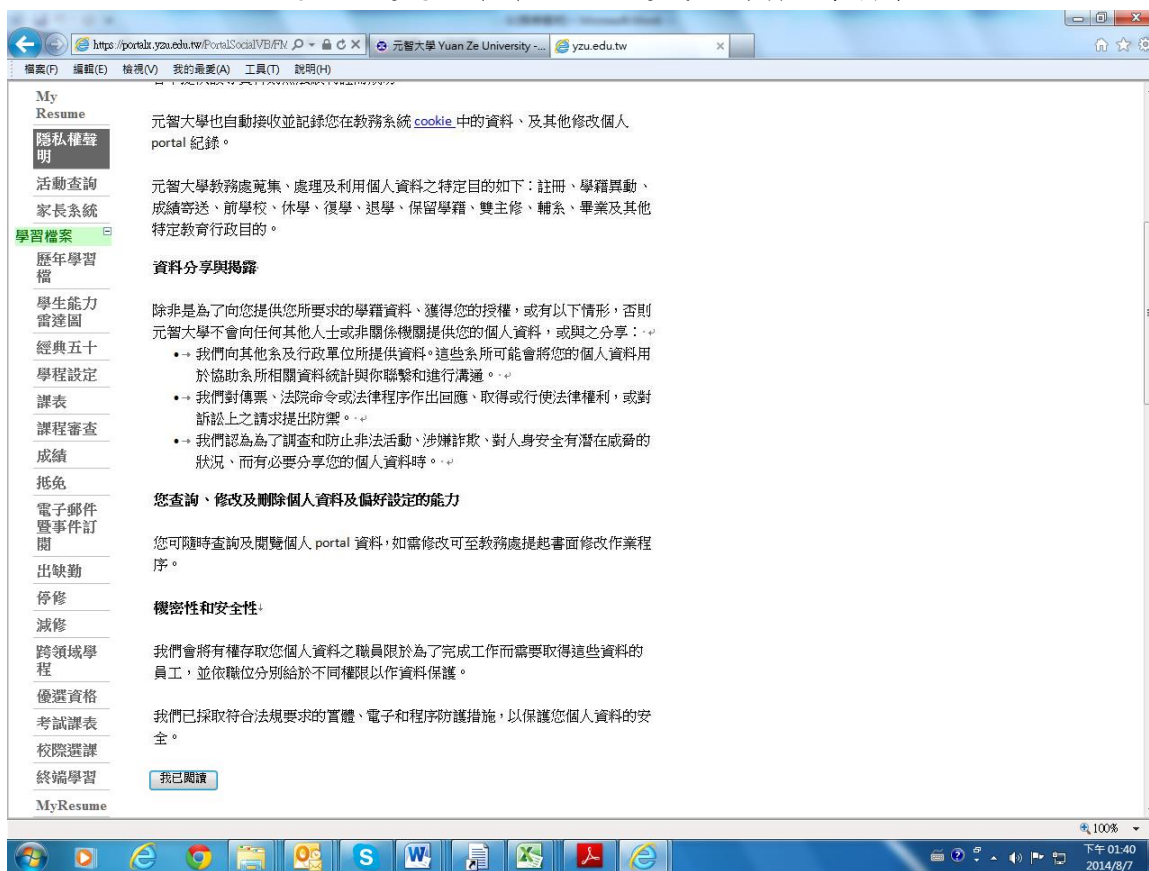 https://portalx.yzu.edu.tw/PortalSocialVB/FM
元智大學 Yuan Ze University -...
yzu.edu.tw
檔案(F) 編輯(E) 檢視(V) 我的最愛(A) 工具(T) 說明(H)
My
Resume
隱私權聲
明
活動查詢
家長系統
學習檔案
歷年學習
檔
學生能力
雷達圖
經典五十
學程設定
課表
課程審查
成績
抵免
電子郵件
暨事件訂
閱
出缺勤
停修
減修
跨領域學
程
優選資格
考試課表
校際選課
終端學習
MyResume
元智大學也自動接收並記錄您在教務系統 cookie 中的資料、及其他修改個人
portal 紀錄。
元智大學教務處蒐集、處理及利用個人資料之特定目的如下：註冊、學籍異動、
成績寄送、前學校、休學、復學、退學、保留學籍、雙主修、輔系、畢業及其他
特定教育行政目的。
資料分享與揭露
除非是為了向您提供您所要求的學籍資料、獲得您的授權，或有以下情形，否則
元智大學不會向任何其他人士或非關係機關提供您的個人資料，或與之分享：
• 我們向其他系及行政單位所提供資料。這些系所可能會將您的個人資料用
於協助系所相關資料統計與你聯繫和進行溝通。
• 我們對傳票、法院命令或法律程序作出回應、取得或行使法律權利，或對
訴訟上之請求提出防禦。
• 我們認為為了調查和防止非法活動、涉嫌詐欺、對人身安全有潛在威脅的
狀況、而有必要分享您的個人資料時。
您查詢、修改及刪除個人資料及偏好設定的能力
您可隨時查詢及閱覽個人 portal 資料，如需修改可至教務處提起書面修改作業程
序。
機密性和安全性
我們會將有權存取您個人資料之職員限於為了完成工作而需要取得這些資料的
員工，並依職位分別給於不同權限以作資料保護。
我們已採取符合法規要求的實體、電子和程序防護措施，以保護您個人資料的安
全。
我已閱讀
100%
下午 01:40
2014/8/7